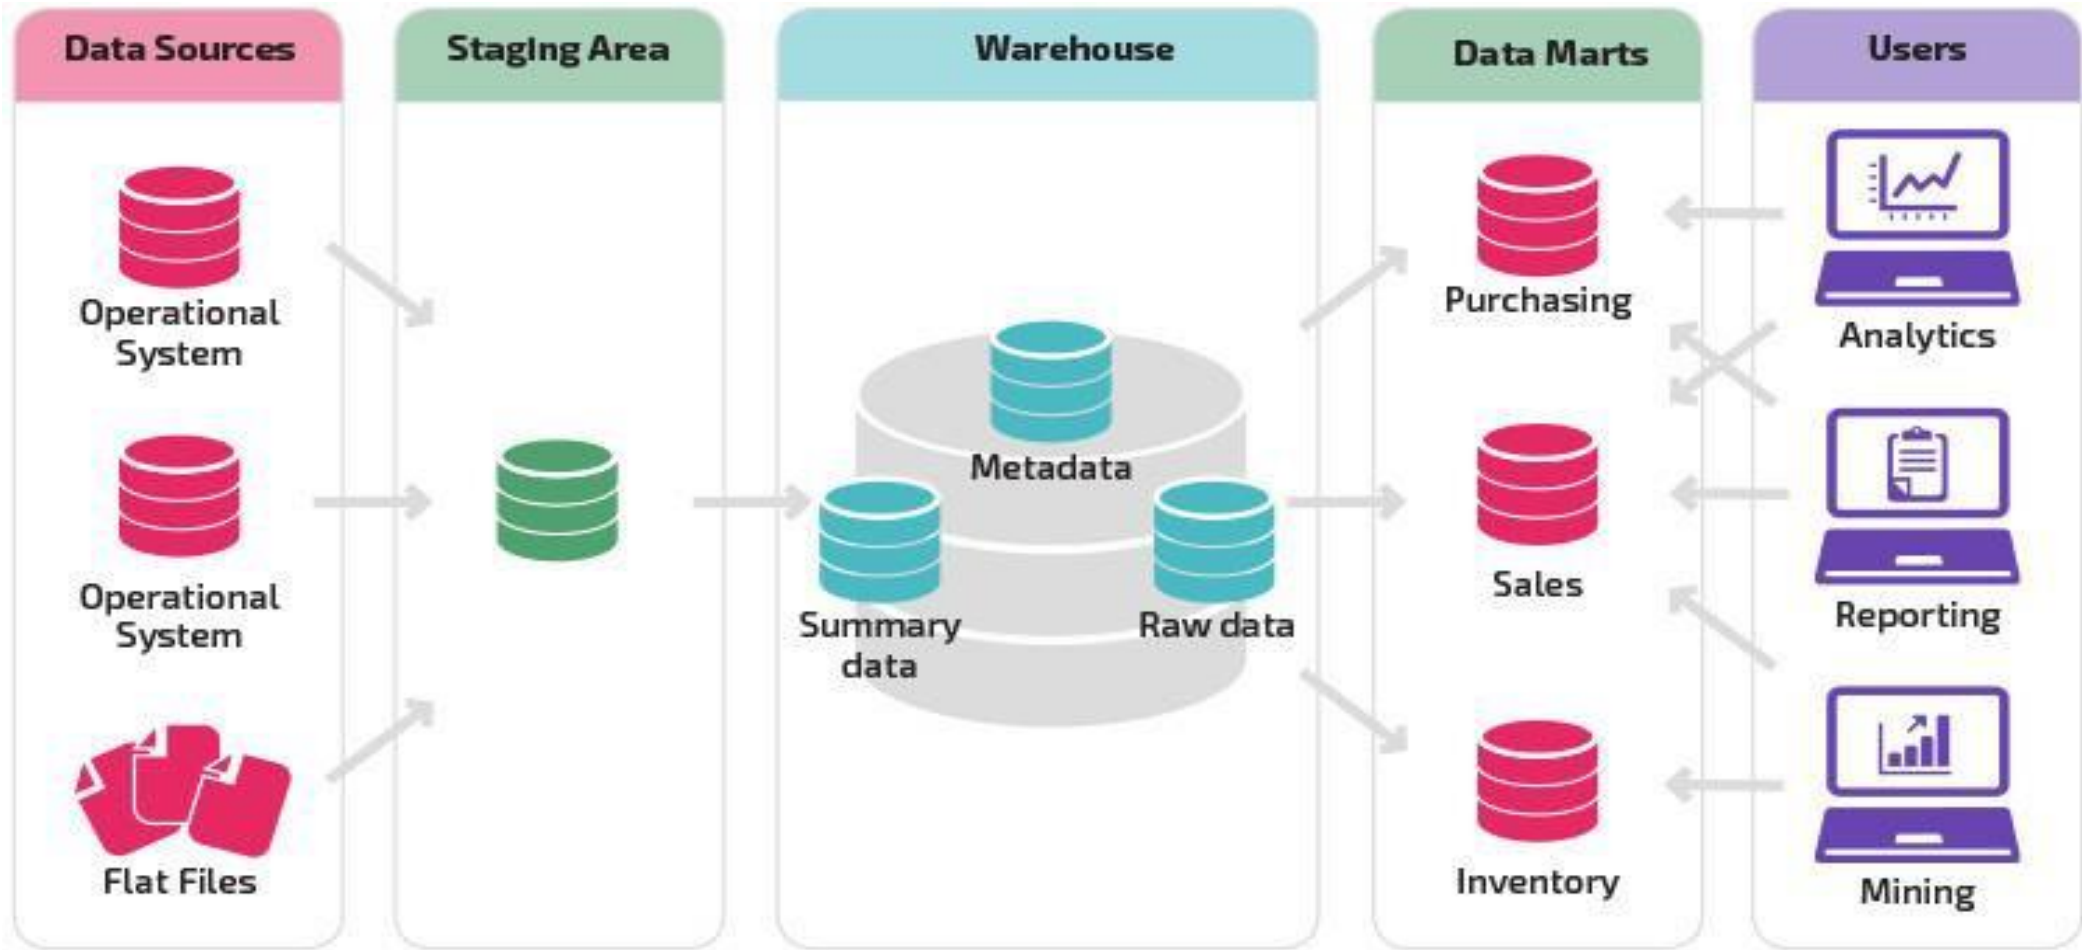 Data Sources
Staging Area
Warehouse
Data Marts
Users
Operational
System
Operational
System
Flat Files
Metadata
Summary
data
Raw data
Purchasing
Sales
Inventory
Analytics
Reporting
Mining